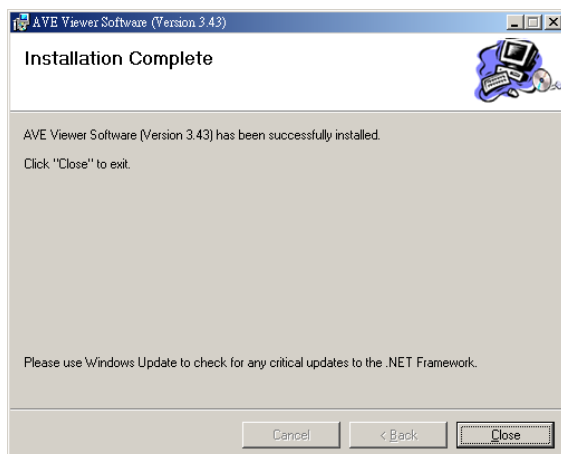 AVE Viewer Software (Version 3.43)
Installation Complete
AVE Viewer Software (Version 3.43) has been successfully installed.
Click "Close" to exit.
Please use Windows Update to check for any critical updates to the .NET Framework.
Cancel
< Back
Close